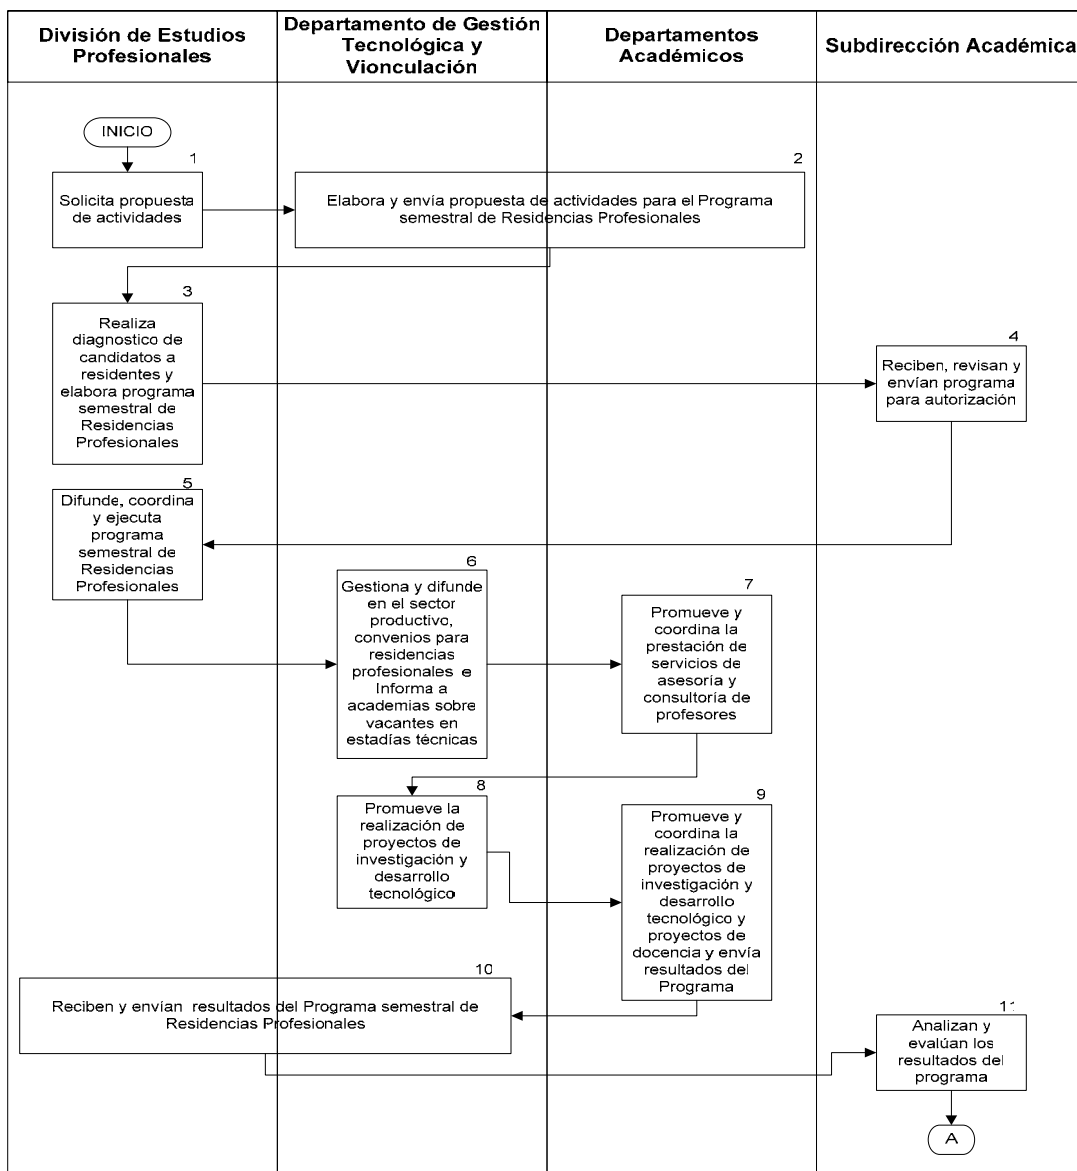 División de Estudios
Profesionales
Departamento de Gestión
Tecnológica y
Vionculación
Departamentos
Académicos
Subdirección Académica
INICIO
1
Solicita propuesta
de actividades
2
Elabora y envía propuesta de actividades para el Programa
semestral de Residencias Profesionales
3
Realiza
diagnostico de
candidatos a
residentes y
elabora programa
semestral de
Residencias
Profesionales
4
Reciben, revisan y
envían programa
para autorización
5
Difunde, coordina
y ejecuta
programa
semestral de
Residencias
Profesionales
6
Gestiona y difunde
en el sector
productivo,
convenios para
residencias
profesionales e
Informa a
academias sobre
vacantes en
estadías técnicas
7
Promueve y
coordina la
prestación de
servicios de
asesoría y
consultoría de
profesores
8
Promueve la
realización de
proyectos de
investigación y
desarrollo
tecnológico
9
Promueve y
coordina la
realización de
proyectos de
investigación y
desarrollo
tecnológico y
proyectos de
docencia y envía
resultados del
Programa
10
Reciben y envían resultados del Programa semestral de
Residencias Profesionales
11
Analizan y
evalúan los
resultados del
programa
A